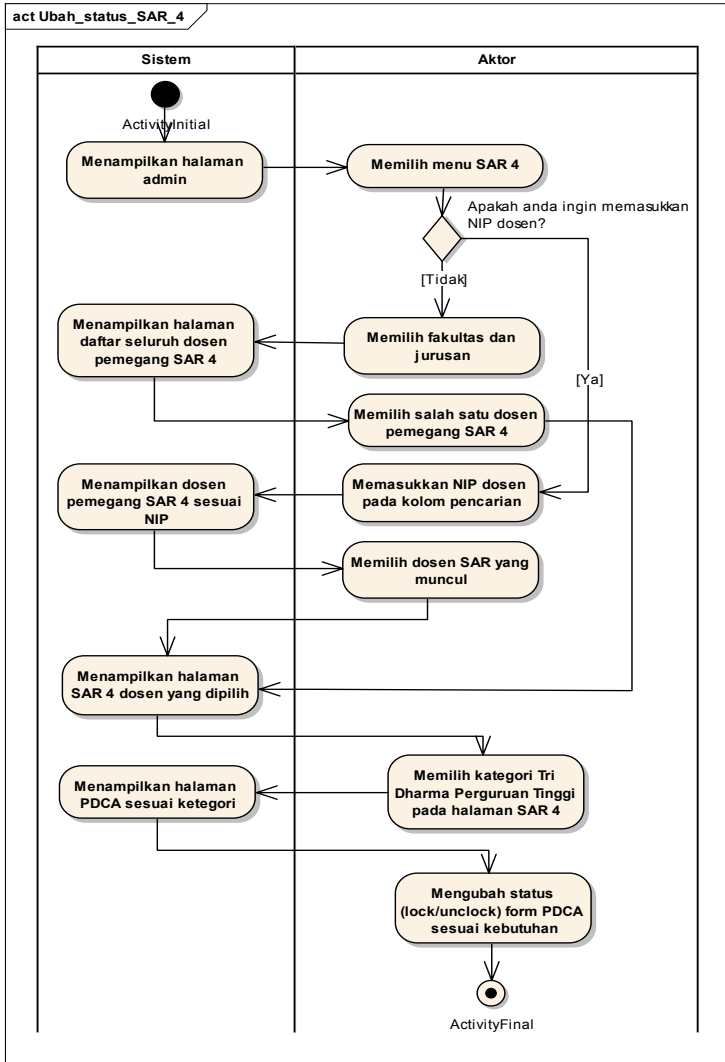 act Ubah_status_SAR_4
Sistem
Aktor
ActivityInitial
Menampilkan halaman
admin
Memilih menu SAR 4
Apakah anda ingin memasukkan
NIP dosen?
[Tidak]
Memilih fakultas dan
jurusan
Menampilkan halaman
daftar seluruh dosen
pemegang SAR 4
[Ya]
Memilih salah satu dosen
pemegang SAR 4
Memasukkan NIP dosen
pada kolom pencarian
Menampilkan dosen
pemegang SAR 4 sesuai
NIP
Memilih dosen SAR yang
muncul
Menampilkan halaman
SAR 4 dosen yang dipilih
Memilih kategori Tri
Dharma Perguruan Tinggi
pada halaman SAR 4
Menampilkan halaman
PDCA sesuai ketegori
Mengubah status
(lock/unclock) form PDCA
sesuai kebutuhan
ActivityFinal